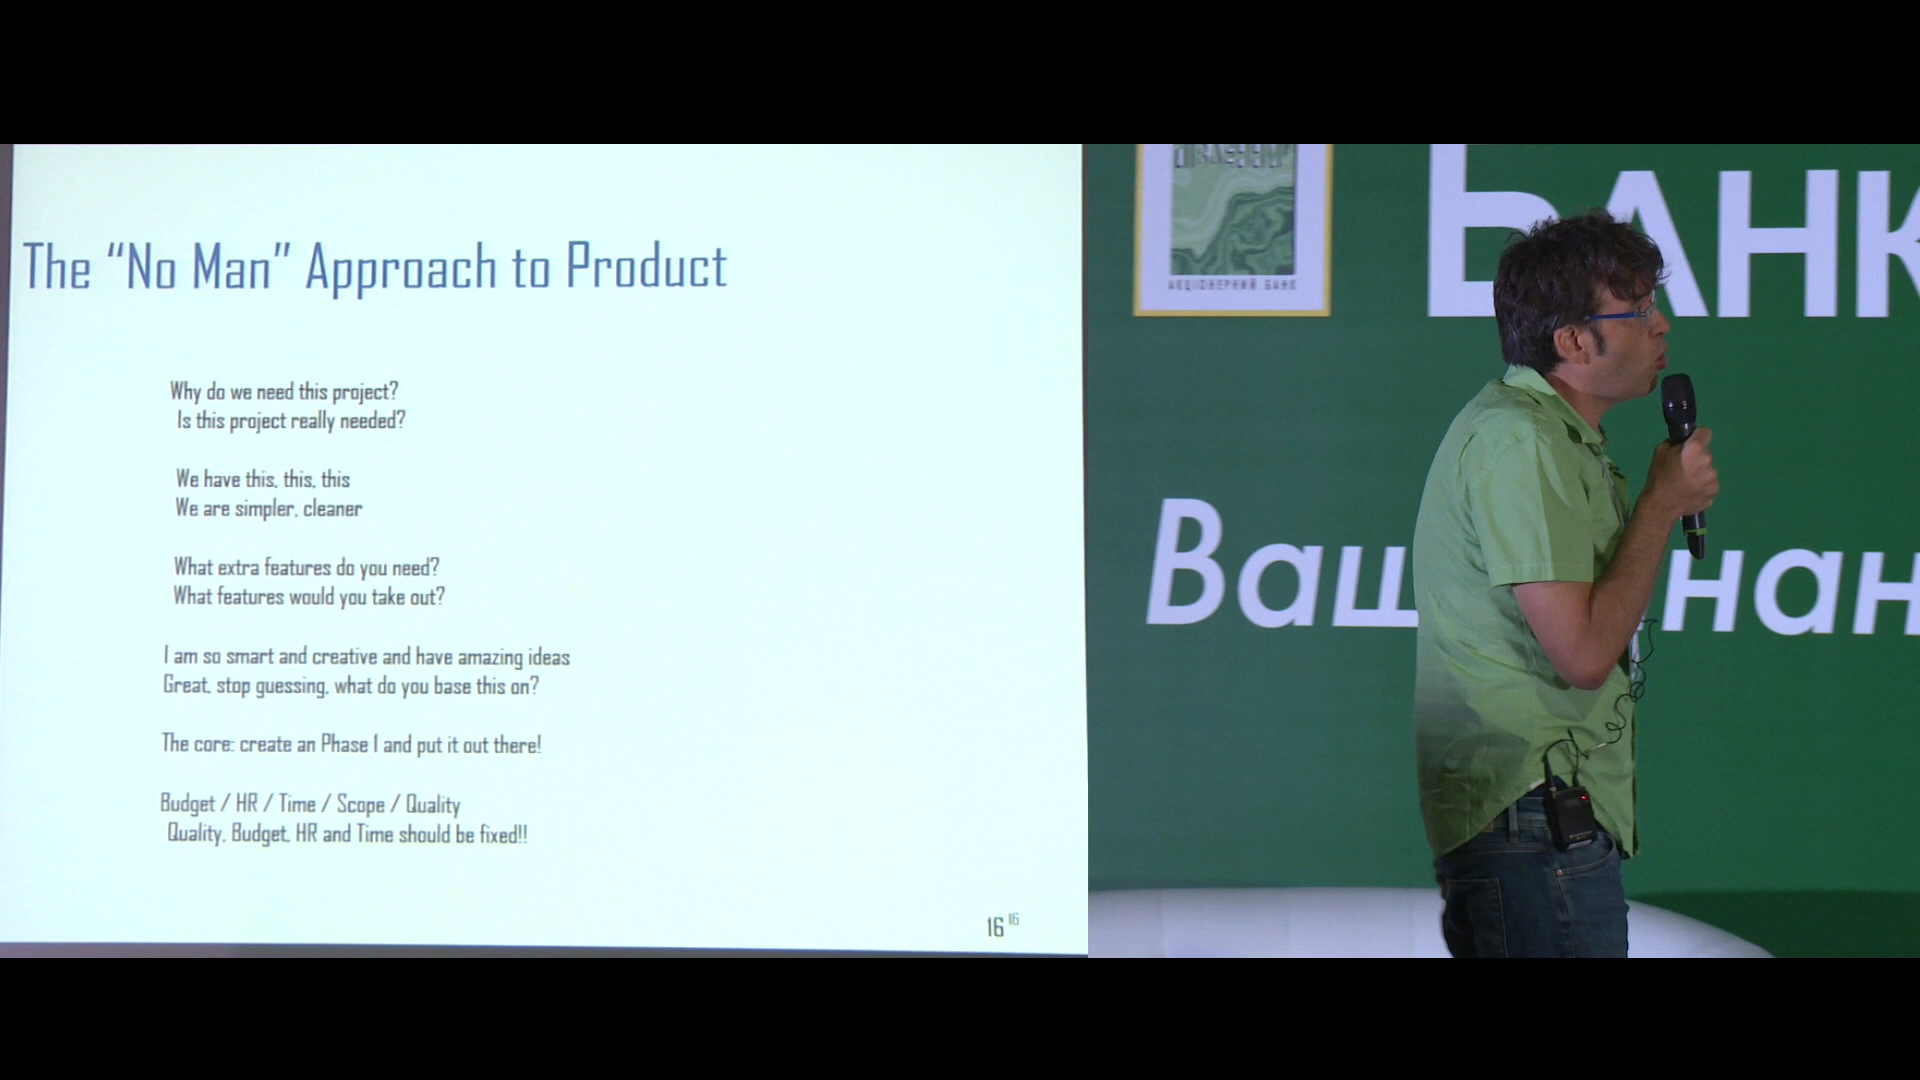 The “No Man” Approach to Product
Why do we need this project?
Is this project really needed?
We have this, this, this
We are simpler, cleaner
What extra features do you need?
What features would you take out?
I am so smart and creative and have amazing ideas
Great, stop guessing, what do you base this on?
The core: create an Phase 1 and put it out there!
Budget / HR / Time / Scope / Quality
Quality, Budget, HR and Time should be fixed!!
16 16
АКЦІОНЕРНИЙ БАНК
БАНК
Ваш
нан